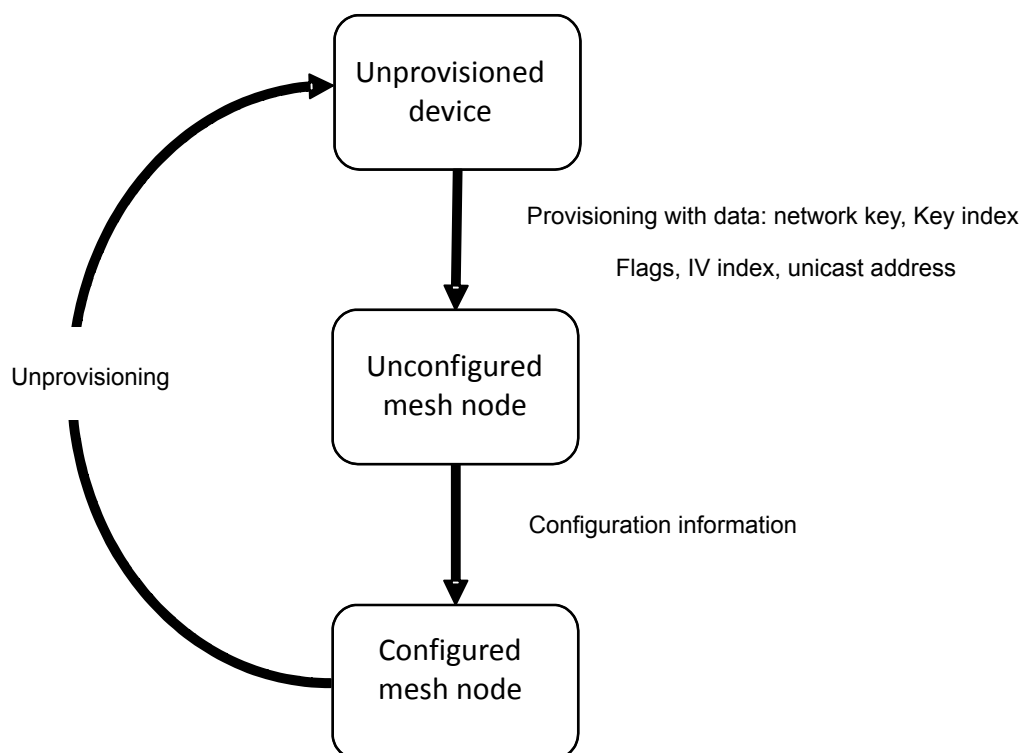 Unprovisioned
device
Provisioning with data: network key, Key index
Flags, IV index, unicast address
Unconfigured
mesh node
Unprovisioning
Configuration information
Configured
mesh node